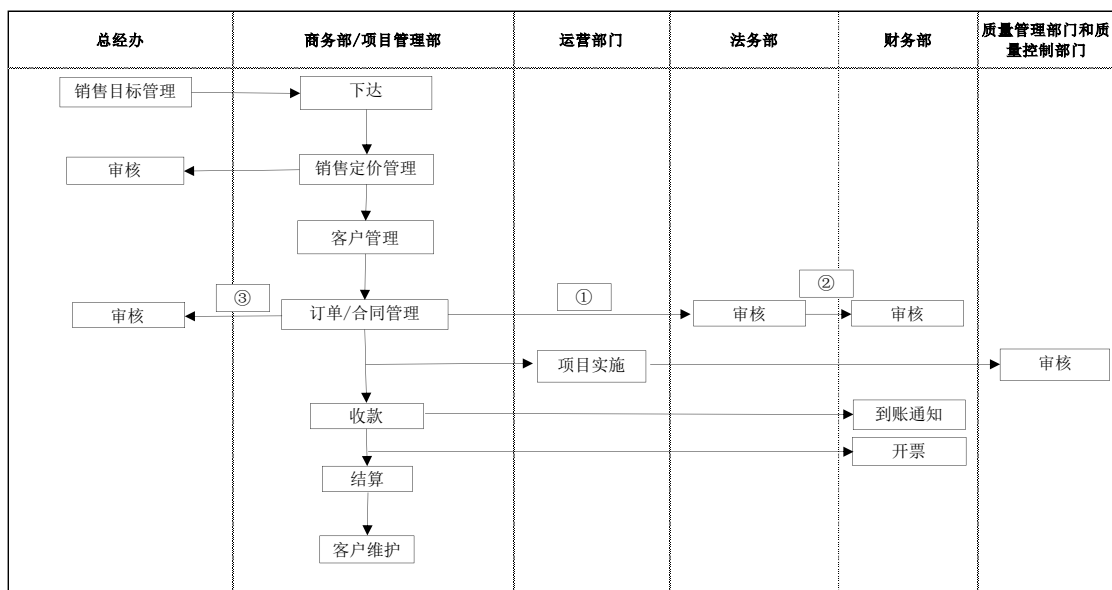 总经办
商务部/项目管理部
运营部门
法务部
财务部
质量管理部门和质
量控制部门
销售目标管理
下达
审核
销售定价管理
客户管理
③
①
②
审核
订单/合同管理
审核
审核
项目实施
审核
收款
到账通知
开票
结算
客户维护